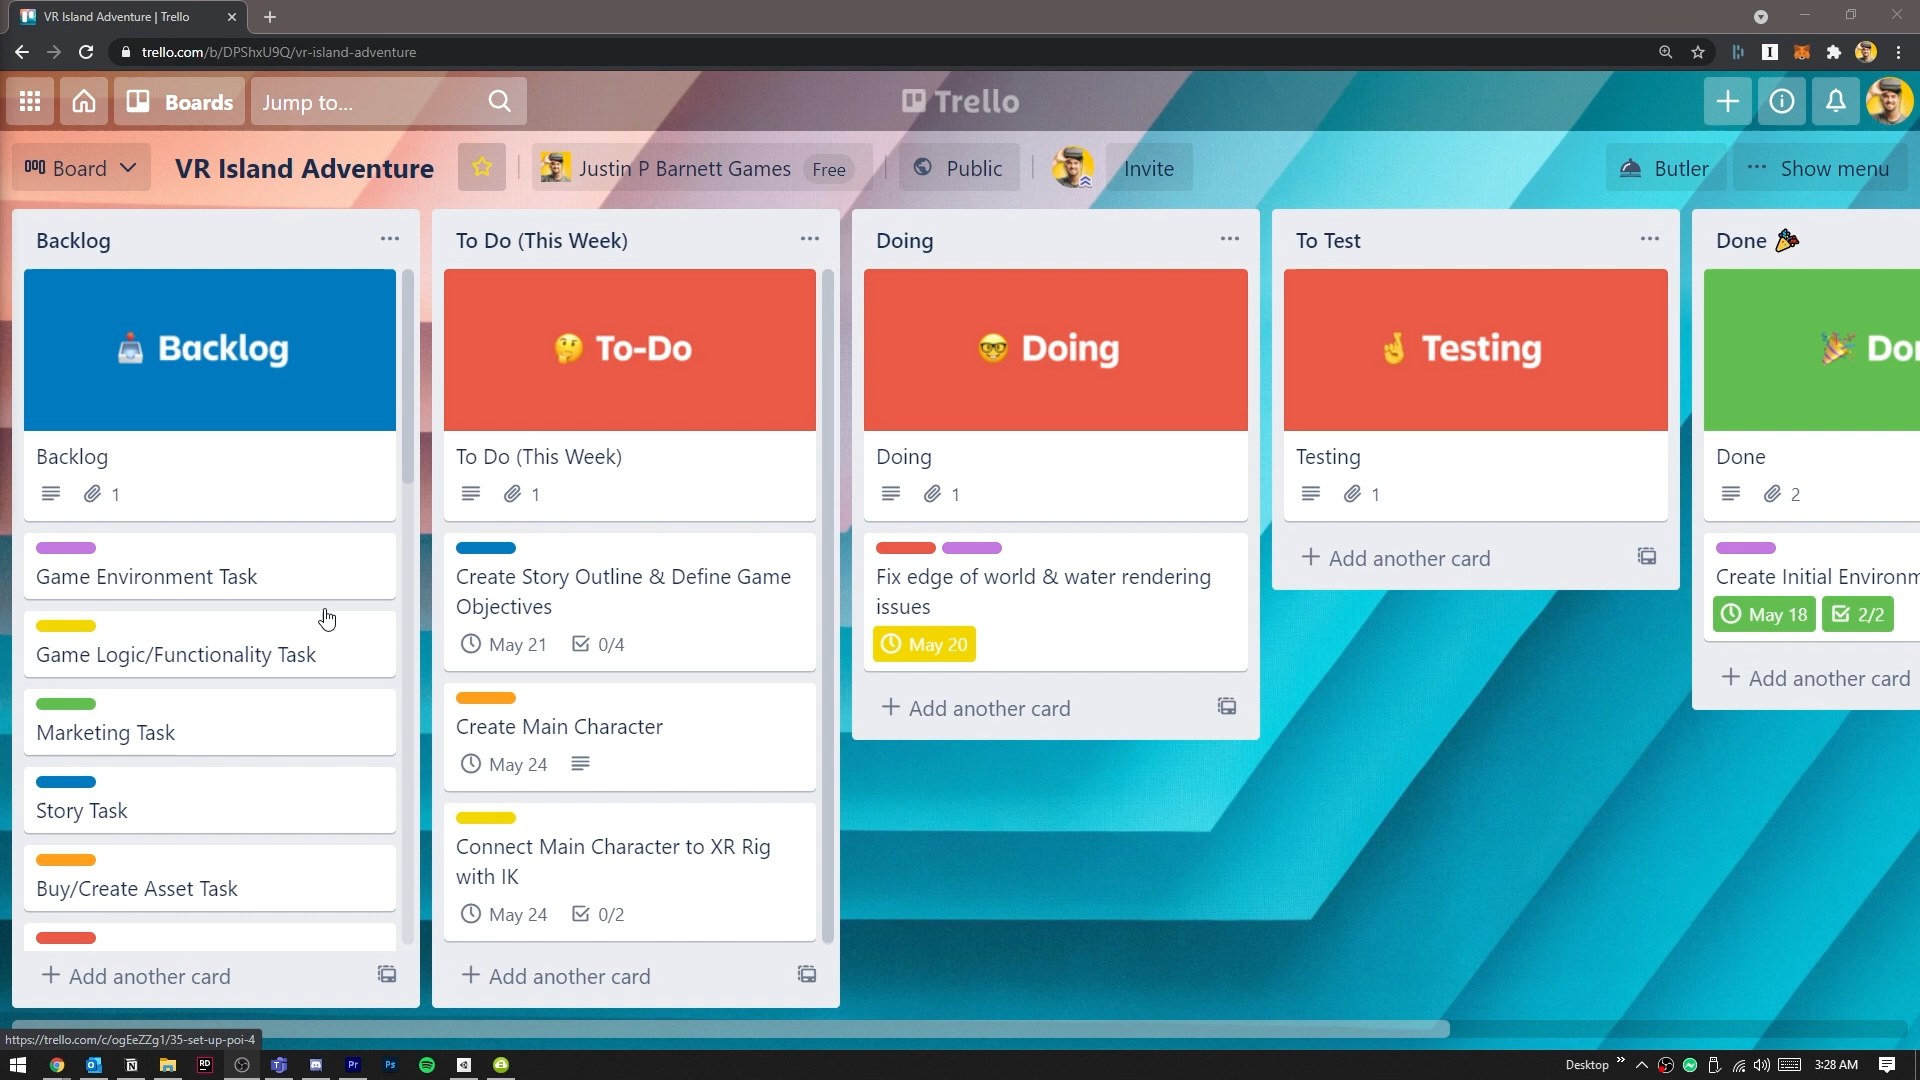 VR Island Adventure | Trello
trello.com/b/DPShxU9Q/vr-island-adventure
Boards
Jump to...
Trello
Board
VR Island Adventure
Justin P Barnett Games
Free
Public
Invite
Butler
Show menu
Backlog
Backlog
Backlog
1
Game Environment Task
Game Logic/Functionality Task
Marketing Task
Story Task
Buy/Create Asset Task
Add another card
To Do (This Week)
To-Do
To Do (This Week)
1
Create Story Outline & Define Game
Objectives
May 21
0/4
Create Main Character
May 24
Connect Main Character to XR Rig
with IK
May 24
0/2
Add another card
Doing
Doing
Doing
1
Fix edge of world & water rendering
issues
May 20
Add another card
To Test
Testing
Testing
1
Add another card
Done
Don
Done
2
Create Initial Environm
May 18
2/2
Add another card
https://trello.com/c/ogEeZZg1/35-set-up-poi-4
RD
Pr
Ps
Desktop
3:28 AM